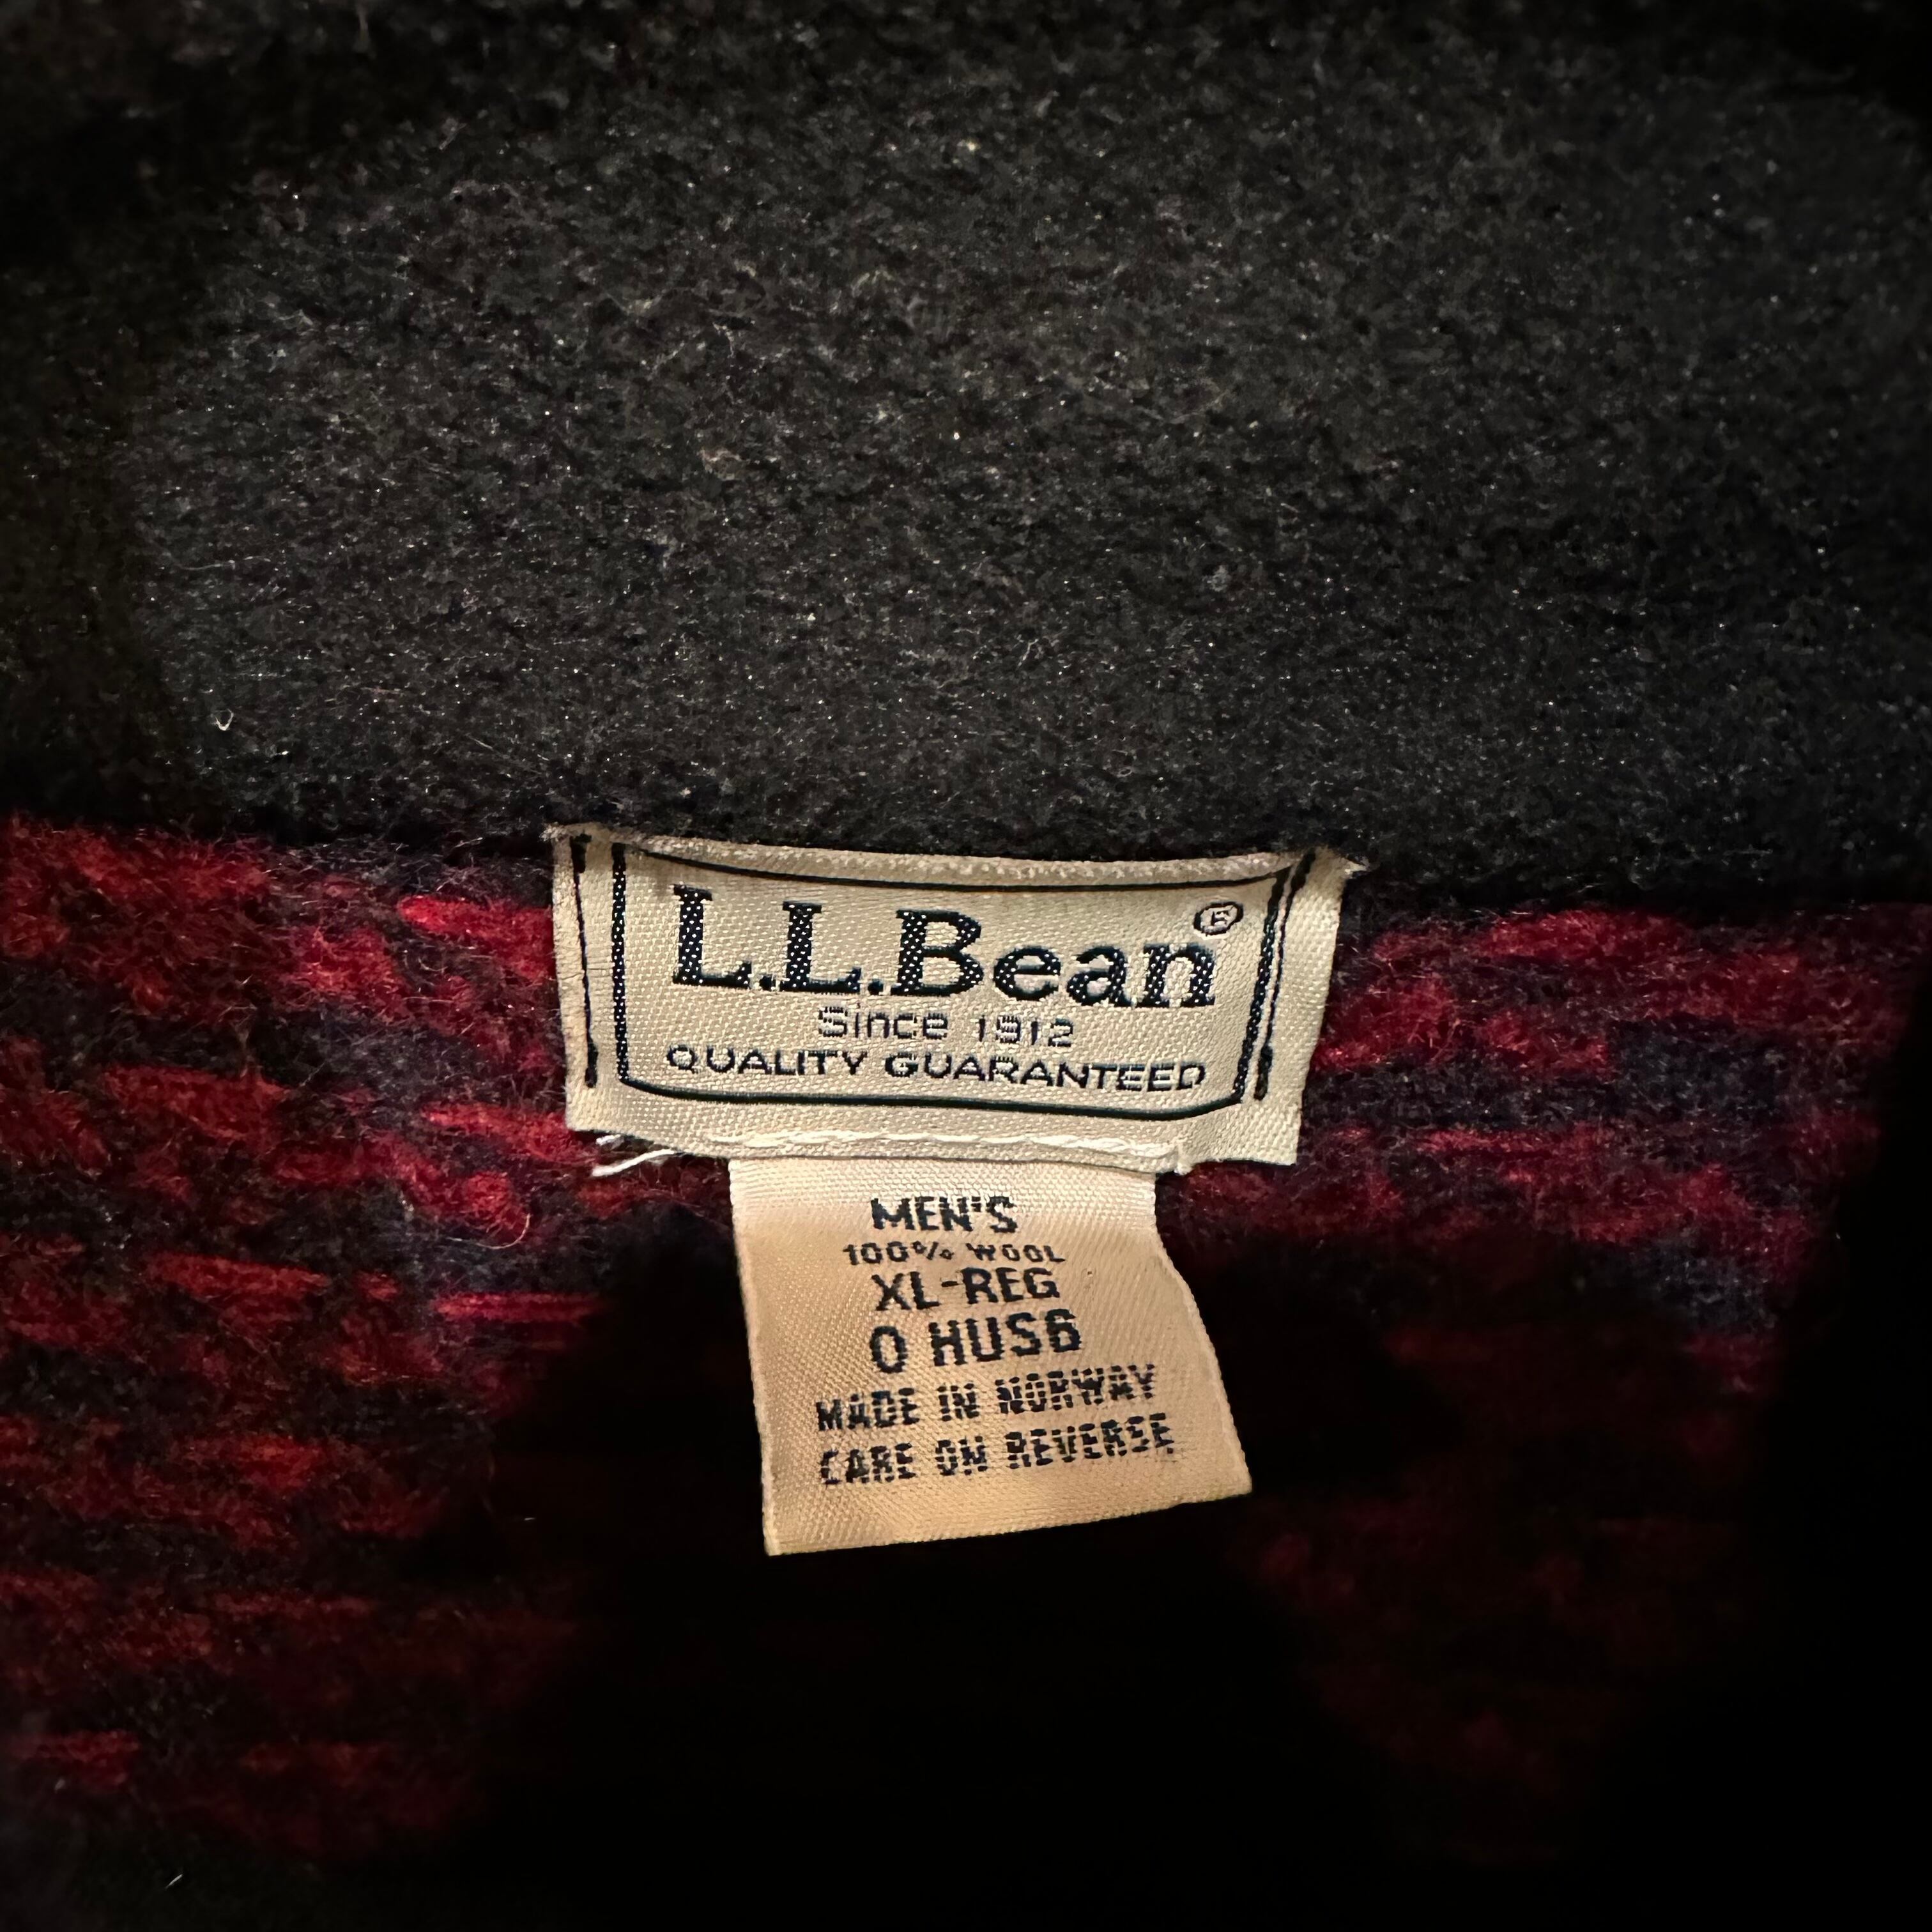 L.L.Bean®
Since 1912
QUALITY GUARANTEED
MEN'S
100% WOOL
XL-REG
0 HUS6
MADE IN NORWAY
CARE ON REVERSE